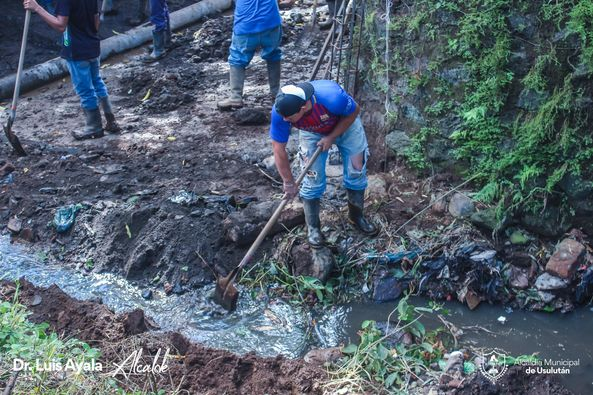 Dr. Luis Ayala | Alcalde
Alcaldía Municipal
de Usulután